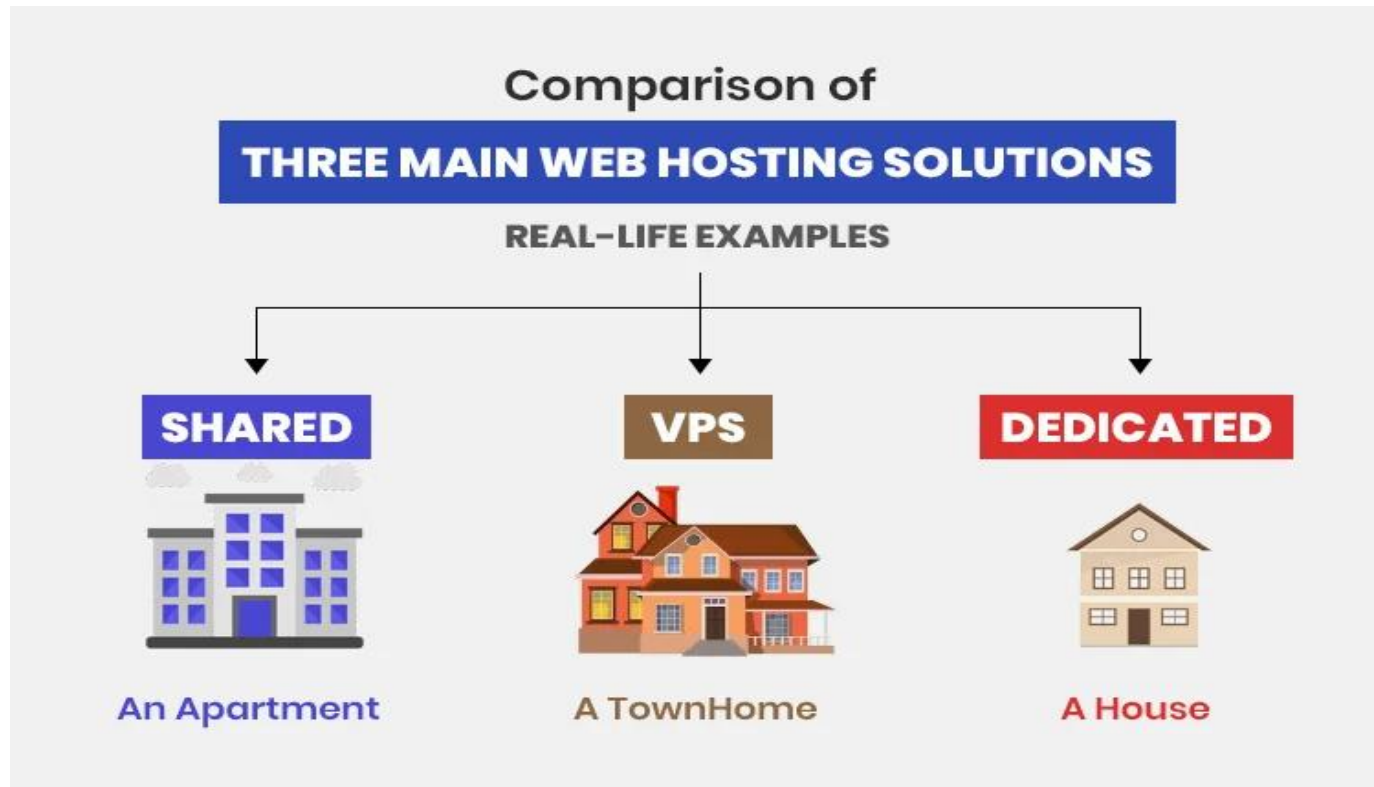 Comparison of
THREE MAIN WEB HOSTING SOLUTIONS
REAL-LIFE EXAMPLES
SHARED
VPS
DEDICATED
An Apartment
A TownHome
A House